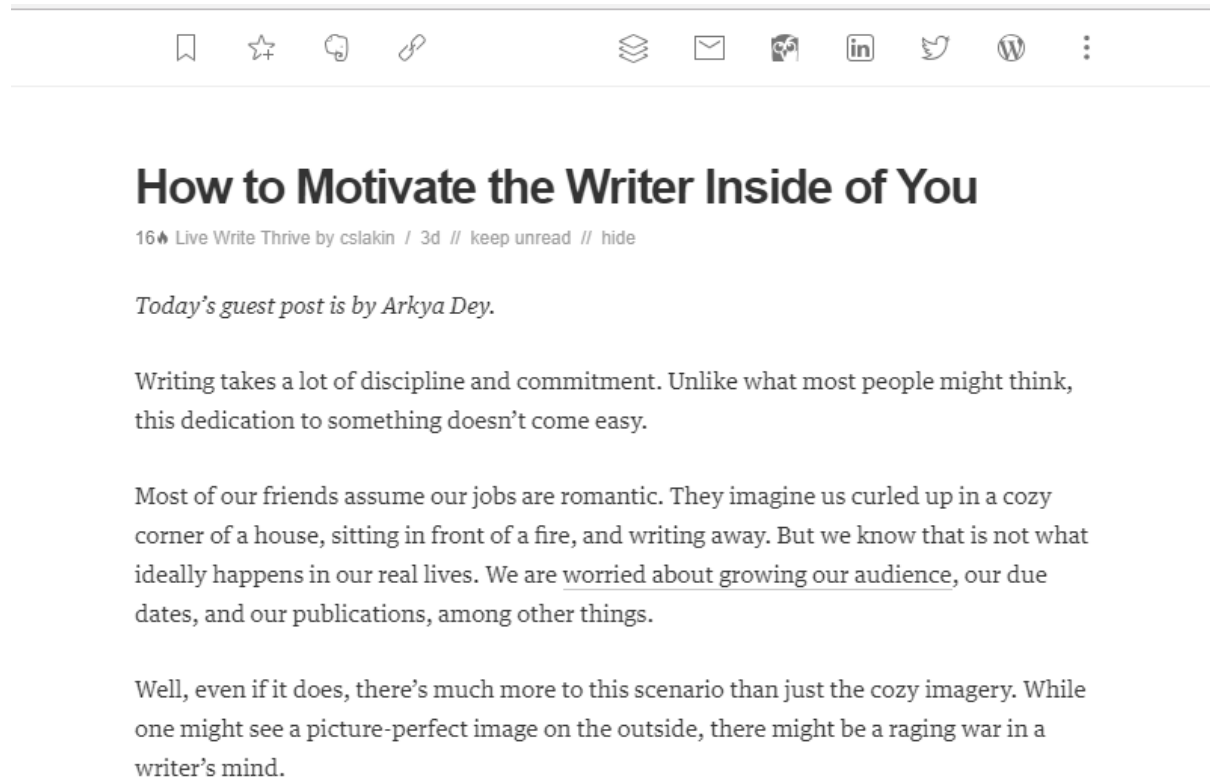 How to Motivate the Writer Inside of You
16 Live Write Thrive by cslakin / 3d // keep unread // hide
Today’s guest post is by Arkya Dey.
Writing takes a lot of discipline and commitment. Unlike what most people might think,
this dedication to something doesn’t come easy.
Most of our friends assume our jobs are romantic. They imagine us curled up in a cozy
corner of a house, sitting in front of a fire, and writing away. But we know that is not what
ideally happens in our real lives. We are worried about growing our audience, our due
dates, and our publications, among other things.
Well, even if it does, there’s much more to this scenario than just the cozy imagery. While
one might see a picture-perfect image on the outside, there might be a raging war in a
writer’s mind.